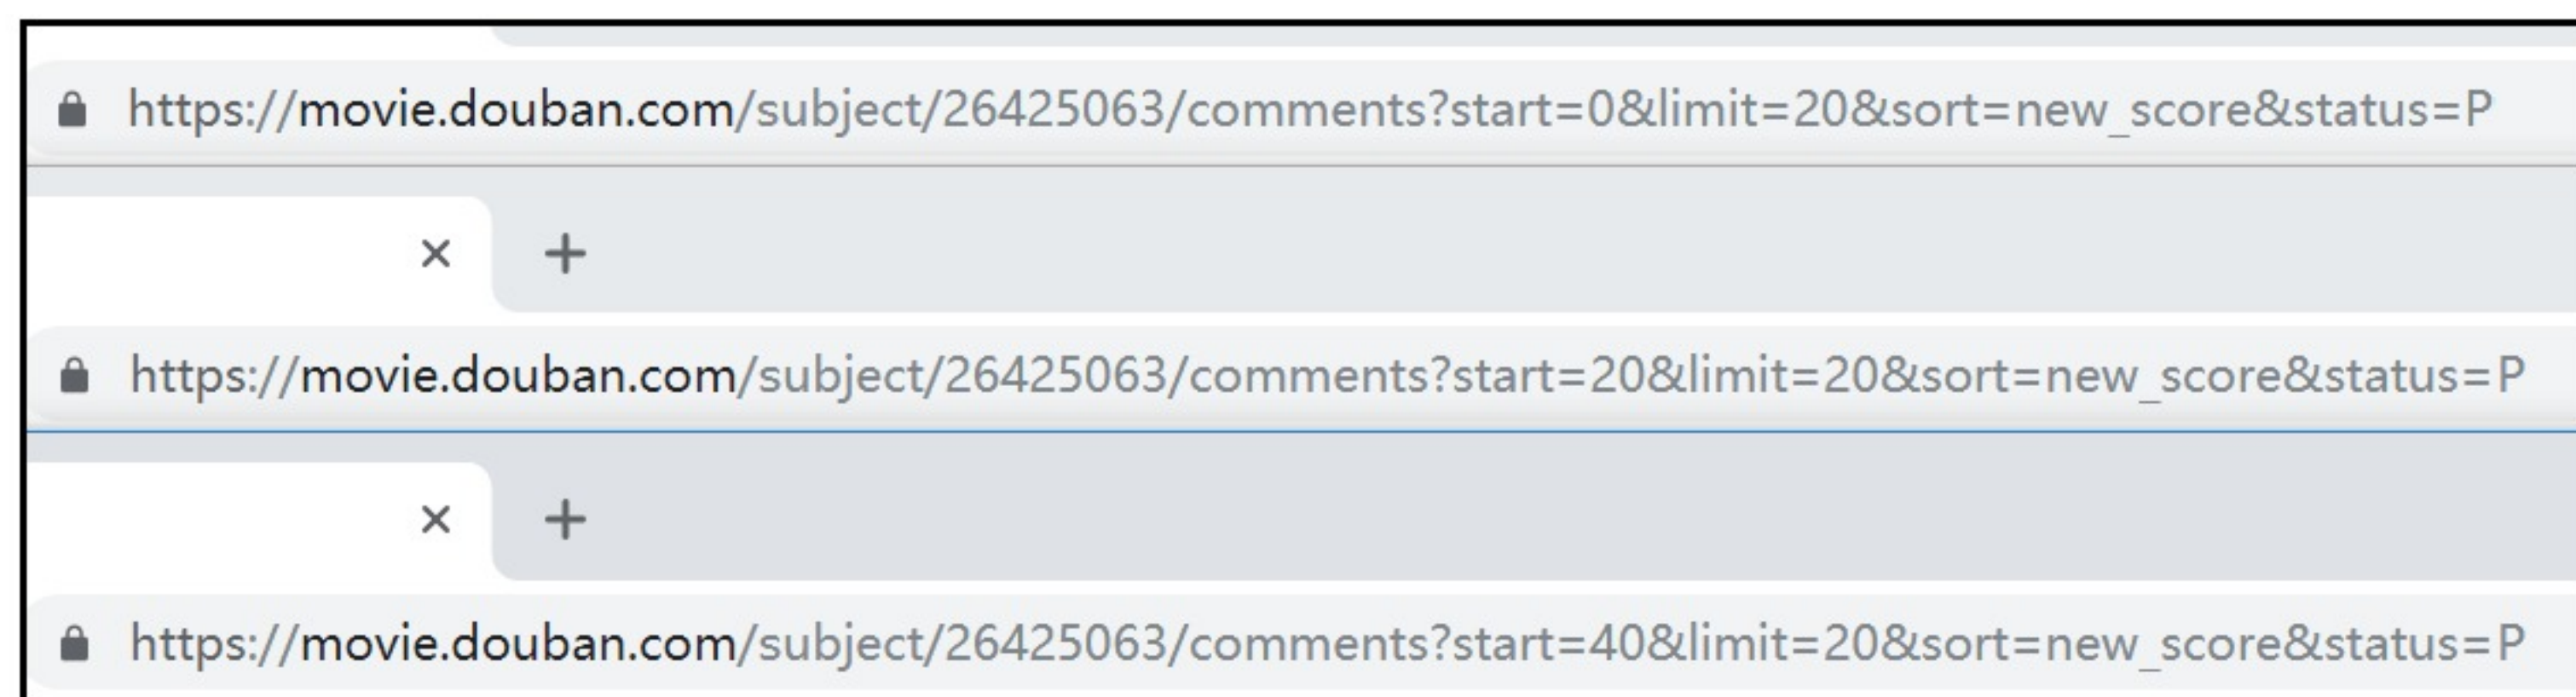 https://movie.douban.com/subject/26425063/comments?start=0&limit=20&sort=new_score&status=P
https://movie.douban.com/subject/26425063/comments?start=20&limit=20&sort=new_score&status=P
https://movie.douban.com/subject/26425063/comments?start=40&limit=20&sort=new_score&status=P